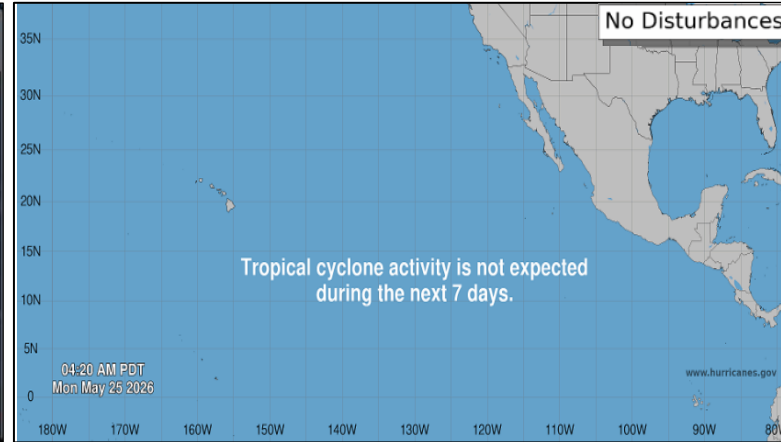 No Disturbances
35N
30N
25N
20N
15N
10N
5N
0
Tropical cyclone activity is not expected
during the next 7 days.
04:20 AM PDT
Mon May 25 2026
www.hurricanes.gov
180W 170W 160W 150W 140W 130W 120W 110W 100W 90W 80